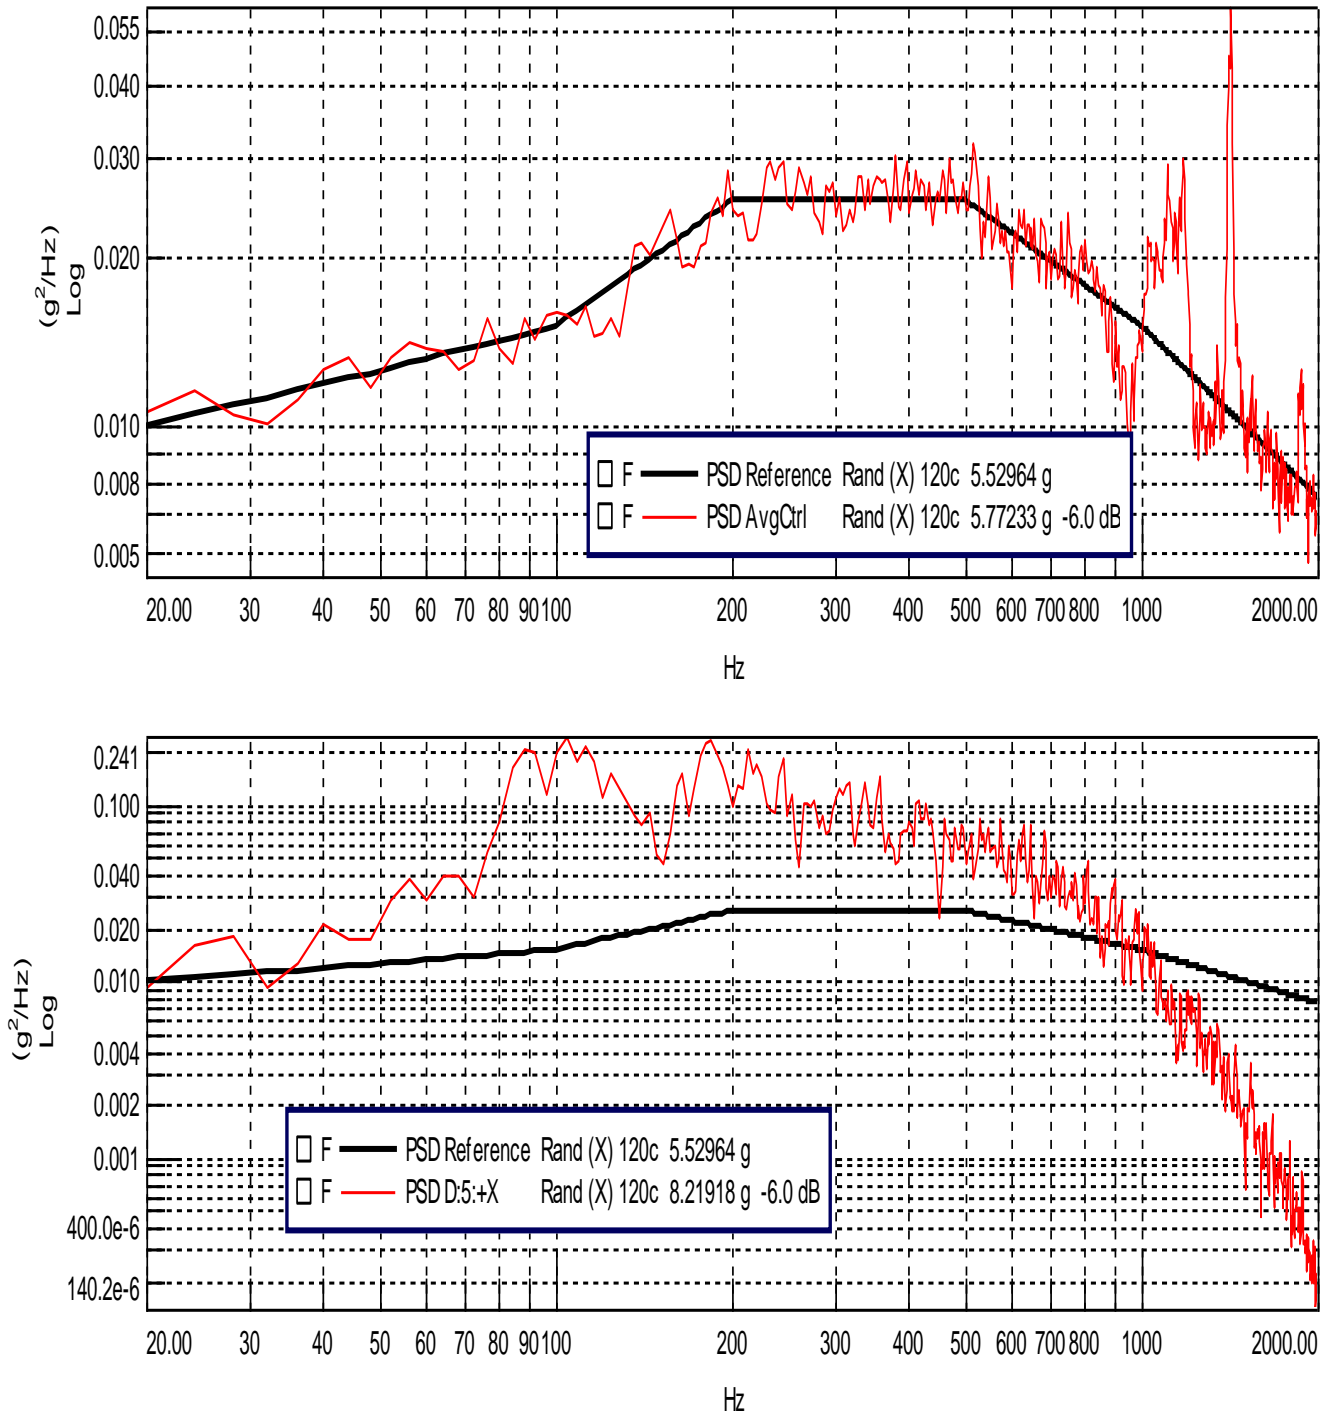 0.055
0.040
0.030
0.020
0.010
0.008
0.005
(g²/Hz)
Log
F PSD Reference Rand (X) 120c 5.52964 g
F PSD AvgCtrl Rand (X) 120c 5.77233 g -6.0 dB
20.00 30 40 50 60 70 80 90 100 200 300 400 500 600 700 800 1000 2000.00
Hz
0.241
0.100
0.040
0.020
0.010
0.004
0.002
0.001
400.0e-6
140.2e-6
(g²/Hz)
Log
F PSD Reference Rand (X) 120c 5.52964 g
F PSD D:5:+X Rand (X) 120c 8.21918 g -6.0 dB
20.00 30 40 50 60 70 80 90 100 200 300 400 500 600 700 800 1000 2000.00
Hz